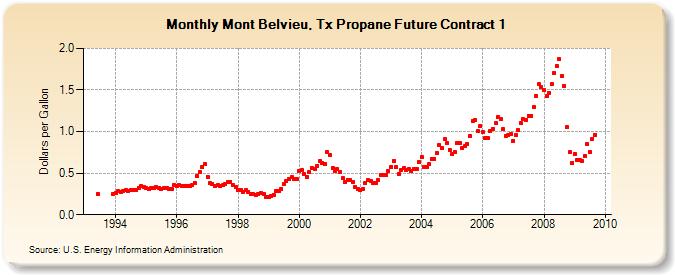 Monthly Mont Belvieu, Tx Propane Future Contract 1
Dollars per Gallon
2.0
1.5
1.0
0.5
0.0
1994 1996 1998 2000 2002 2004 2006 2008 2010
Source: U.S. Energy Information Administration